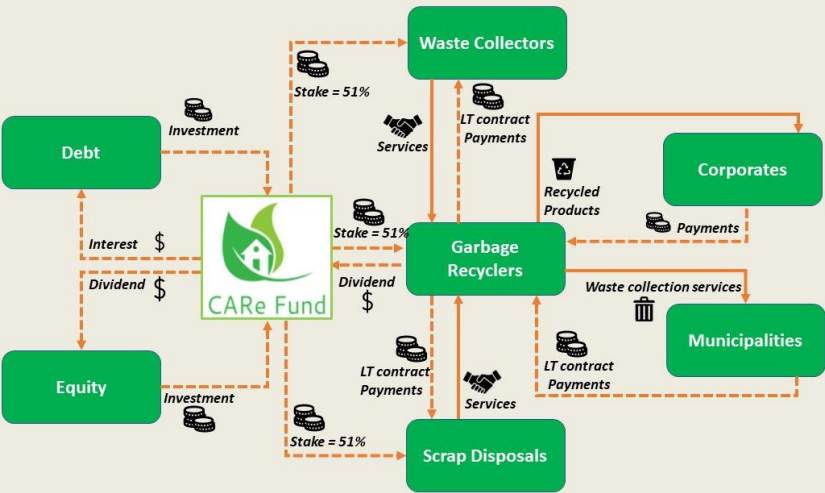 Waste Collectors
Stake = 51%
LT contract
Payments
Investment
Services
Debt
Corporates
Recycled
Products
Stake = 51%
Payments
Interest $
Garbage
Recyclers
Dividend $
Dividend
$
CARe Fund
Waste collection services
Municipalities
LT contract
Payments
LT contract
Payments
Equity
Investment
Services
Stake = 51%
Scrap Disposals